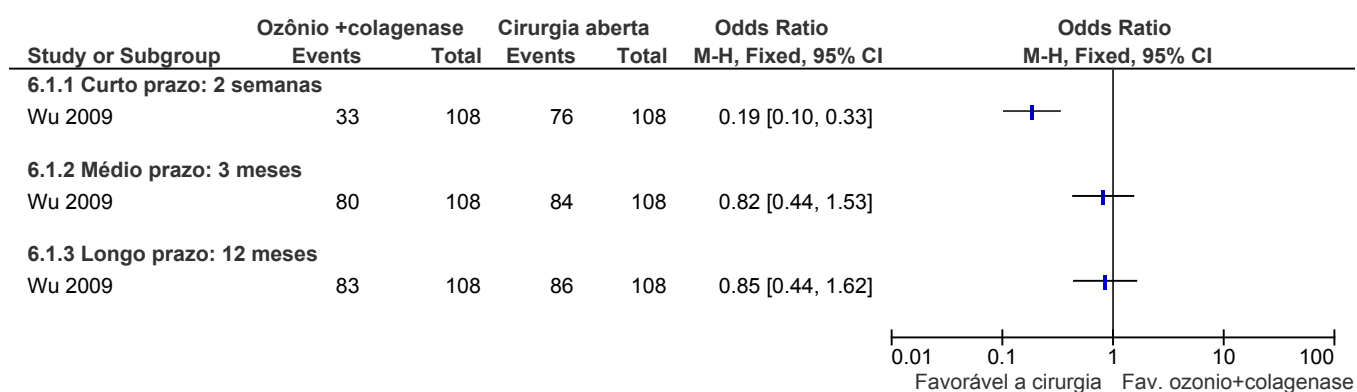 Ozônio +colagenase Cirurgia aberta Odds Ratio Odds Ratio
Study or Subgroup Events Total Events Total M-H, Fixed, 95% CI M-H, Fixed, 95% CI
6.1.1 Curto prazo: 2 semanas
Wu 2009 33 108 76 108 0.19 [0.10, 0.33]
6.1.2 Médio prazo: 3 meses
Wu 2009 80 108 84 108 0.82 [0.44, 1.53]
6.1.3 Longo prazo: 12 meses
Wu 2009 83 108 86 108 0.85 [0.44, 1.62]
0.01 0.1 1 10 100
Favorável a cirurgia Fav. ozonio+colagenase